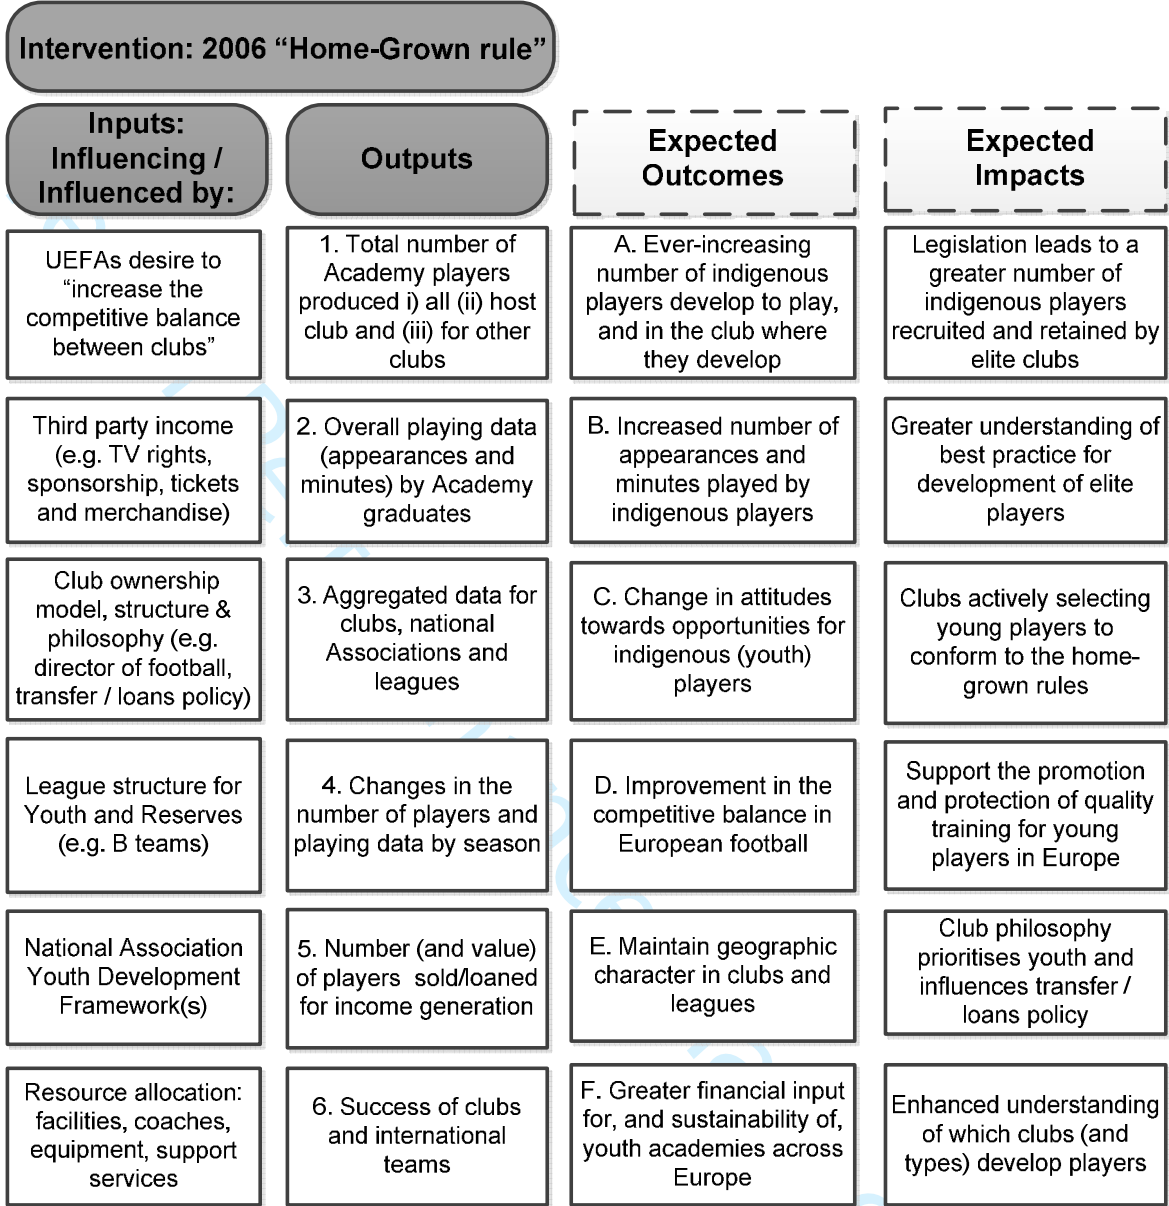 Intervention: 2006 “Home-Grown rule”
Inputs:
Influencing /
Influenced by:
Outputs
Expected
Outcomes
Expected
Impacts
UEFAs desire to
“increase the
competitive balance
between clubs”
1. Total number of
Academy players
produced i) all (ii) host
club and (iii) for other
clubs
A. Ever-increasing
number of indigenous
players develop to play,
and in the club where
they develop
Legislation leads to a
greater number of
indigenous players
recruited and retained by
elite clubs
Third party income
(e.g. TV rights,
sponsorship, tickets
and merchandise)
2. Overall playing data
(appearances and
minutes) by Academy
graduates
B. Increased number of
appearances and
minutes played by
indigenous players
Greater understanding of
best practice for
development of elite
players
Club ownership
model, structure &
philosophy (e.g.
director of football,
transfer / loans policy)
3. Aggregated data for
clubs, national
Associations and
leagues
C. Change in attitudes
towards opportunities for
indigenous (youth)
players
Clubs actively selecting
young players to
conform to the home-
grown rules
League structure for
Youth and Reserves
(e.g. B teams)
4. Changes in the
number of players and
playing data by season
D. Improvement in the
competitive balance in
European football
Support the promotion
and protection of quality
training for young
players in Europe
National Association
Youth Development
Framework(s)
5. Number (and value)
of players sold/loaned
for income generation
E. Maintain geographic
character in clubs and
leagues
Club philosophy
prioritises youth and
influences transfer /
loans policy
Resource allocation:
facilities, coaches,
equipment, support
services
6. Success of clubs
and international
teams
F. Greater financial input
for, and sustainability of,
youth academies across
Europe
Enhanced understanding
of which clubs (and
types) develop players